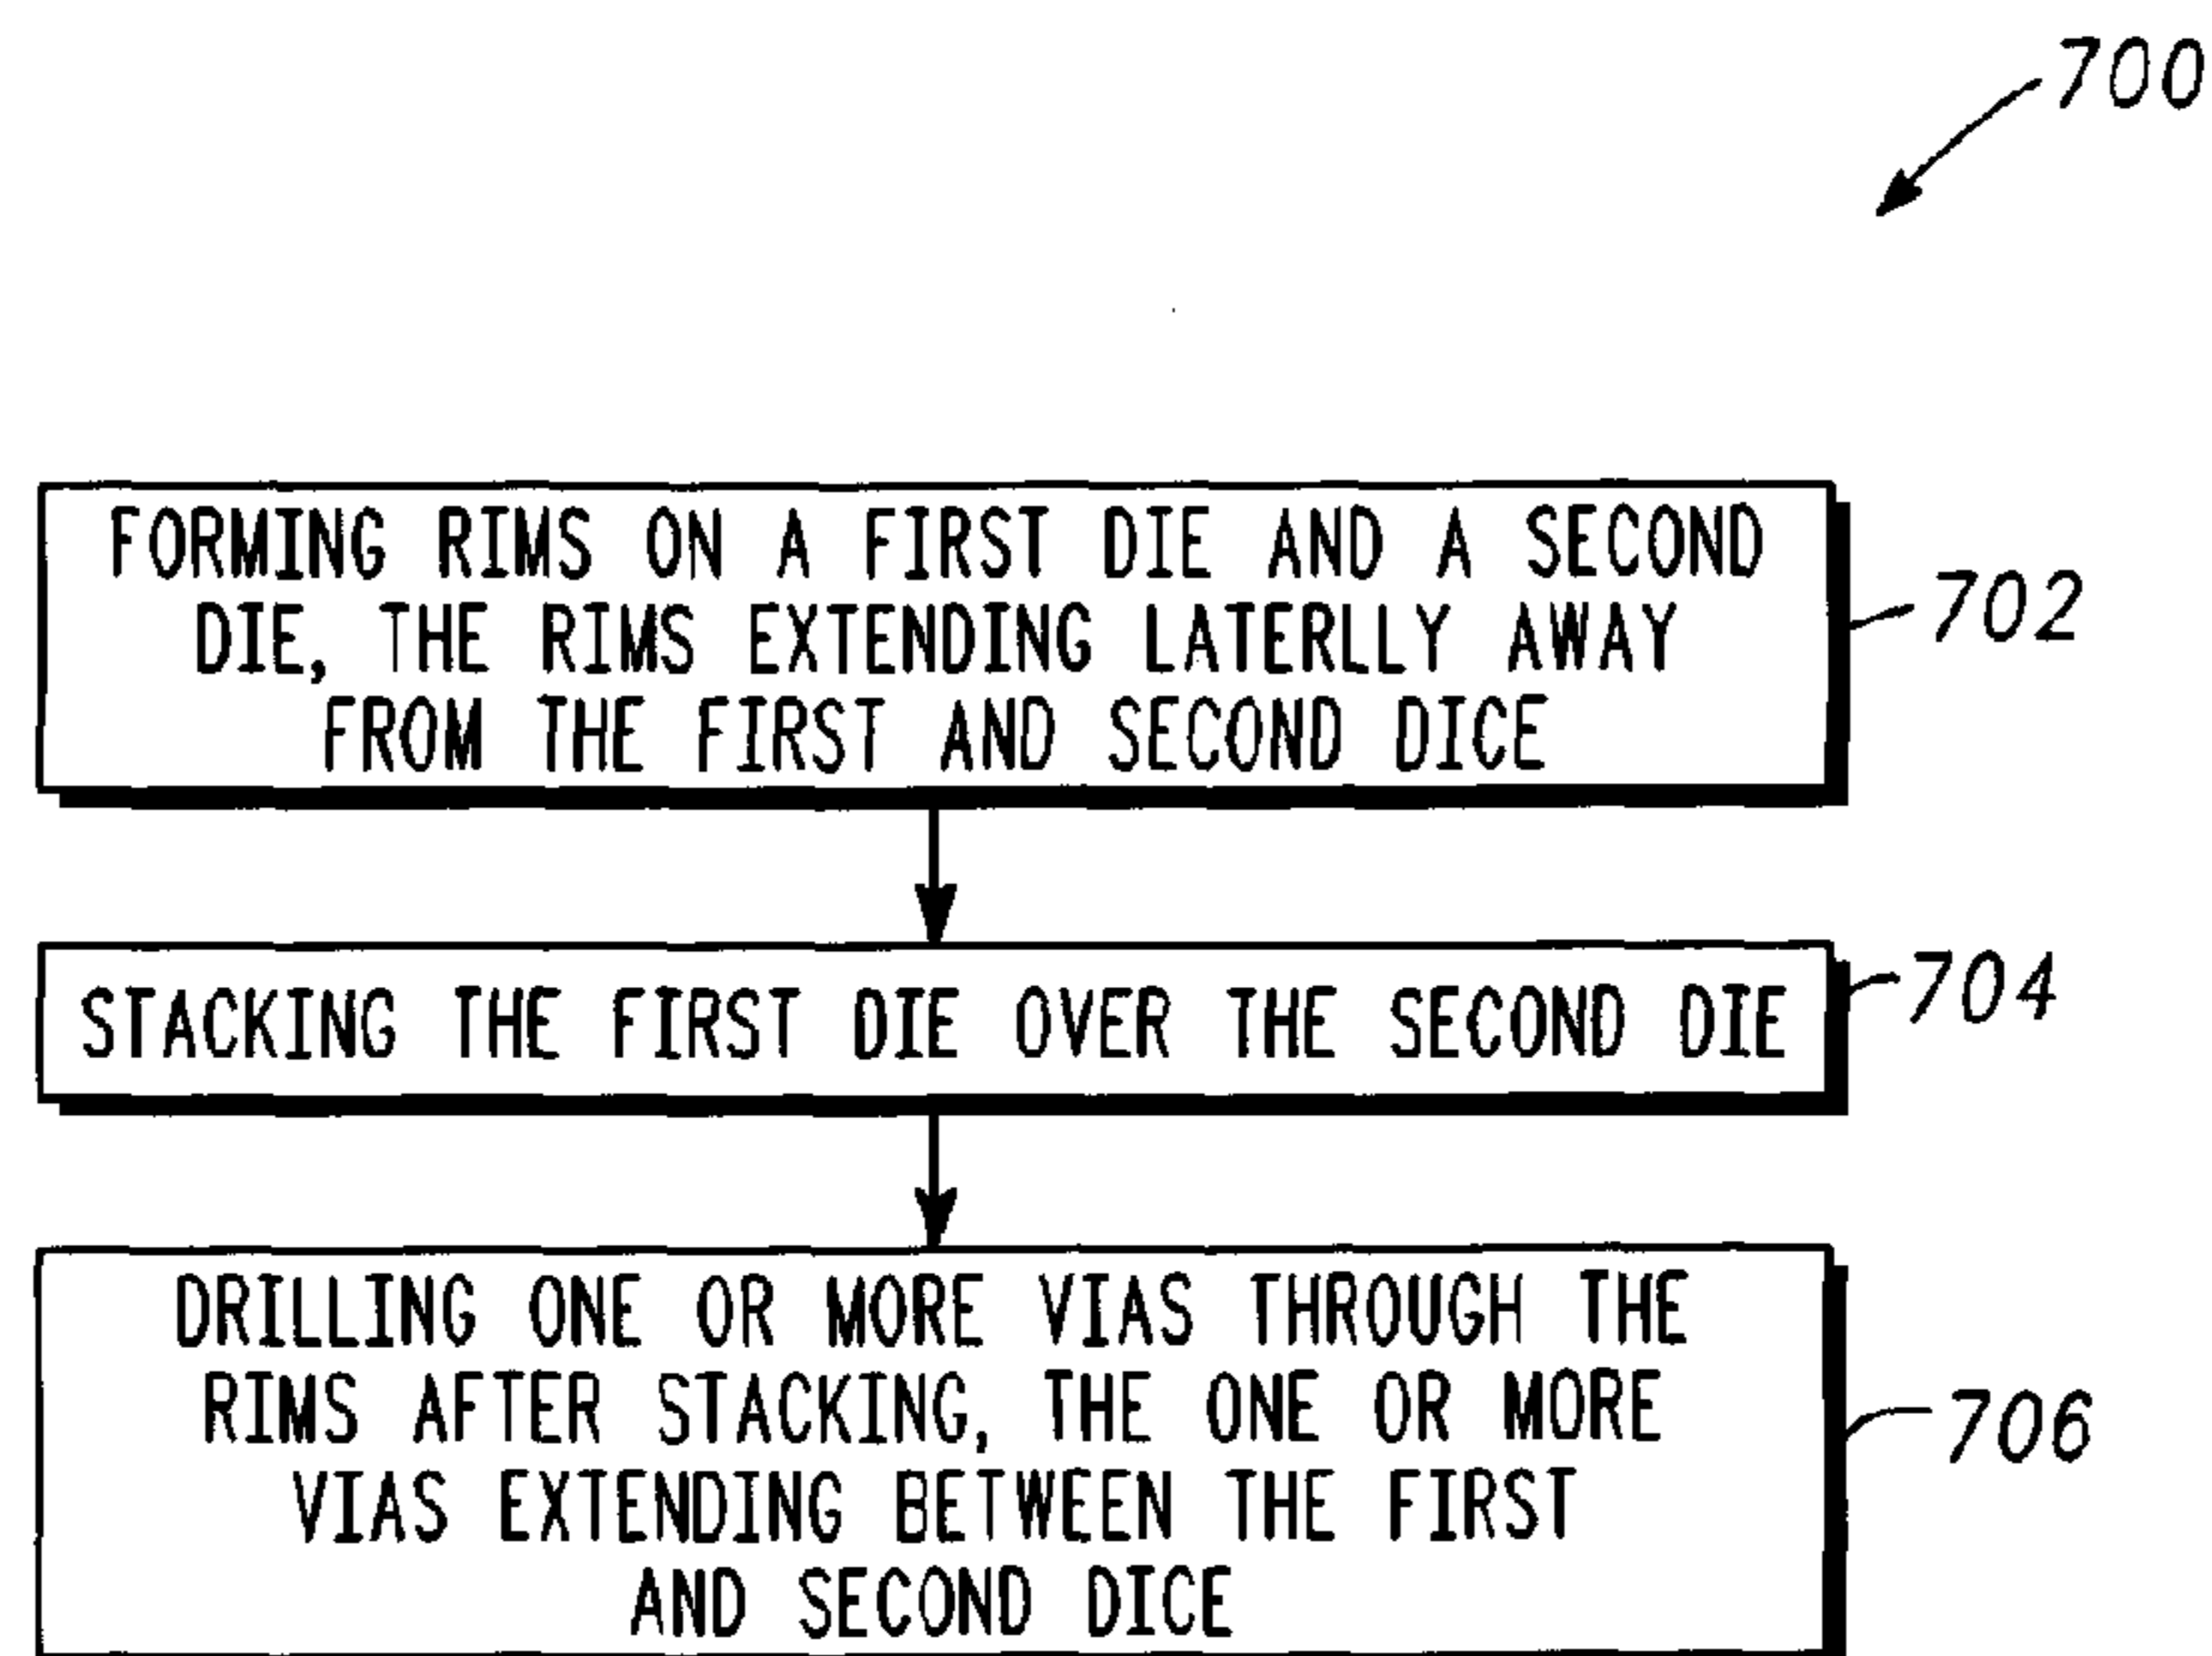 700
FORMING RIMS ON A FIRST DIE AND A SECOND
DIE, THE RIMS EXTENDING LATERLLY AWAY
FROM THE FIRST AND SECOND DICE
702
STACKING THE FIRST DIE OVER THE SECOND DIE
704
DRILLING ONE OR MORE VIAS THROUGH THE
RIMS AFTER STACKING, THE ONE OR MORE
VIAS EXTENDING BETWEEN THE FIRST
AND SECOND DICE
706